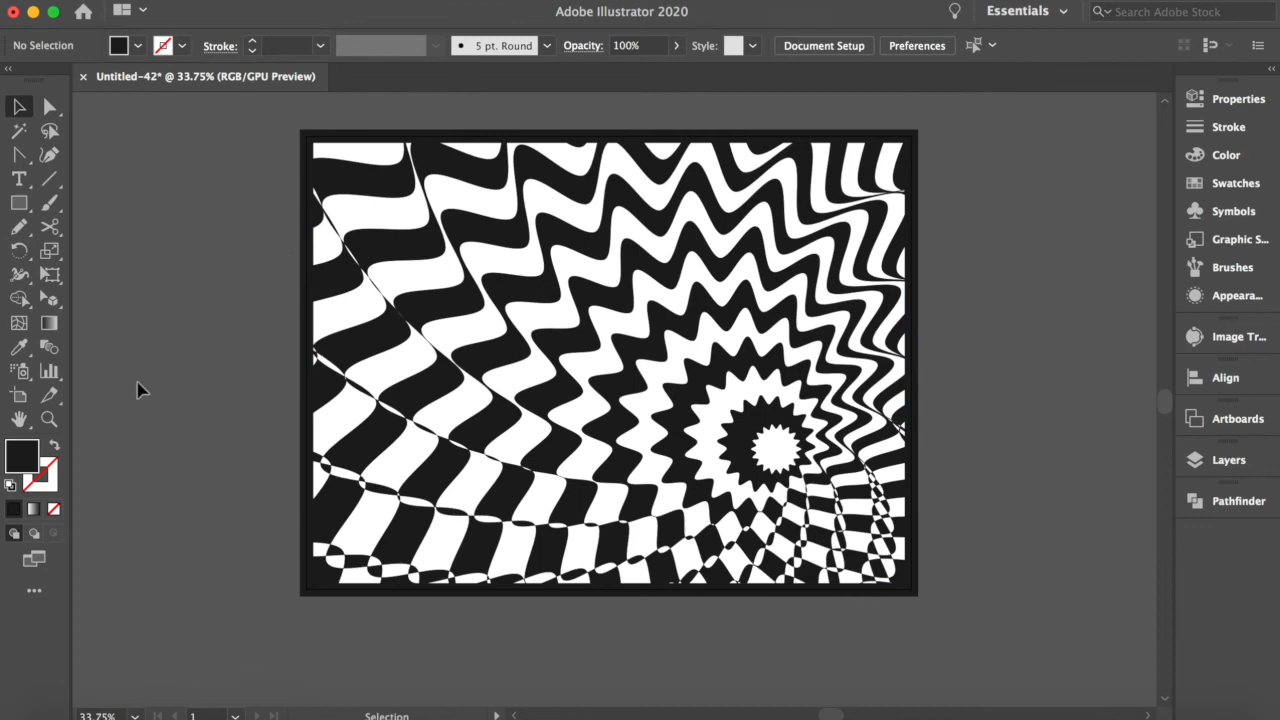 Adobe Illustrator 2020
Essentials
Search Adobe Stock
No Selection
Stroke:
5 pt. Round
Opacity: 100%
Style:
Document Setup
Preferences
× Untitled-42* @ 33.75% (RGB/GPU Preview)
Properties
Stroke
Color
Swatches
Symbols
Graphic S...
Brushes
Appeara...
Image Tr...
Align
Artboards
Layers
Pathfinder
33.75%
1
Selection